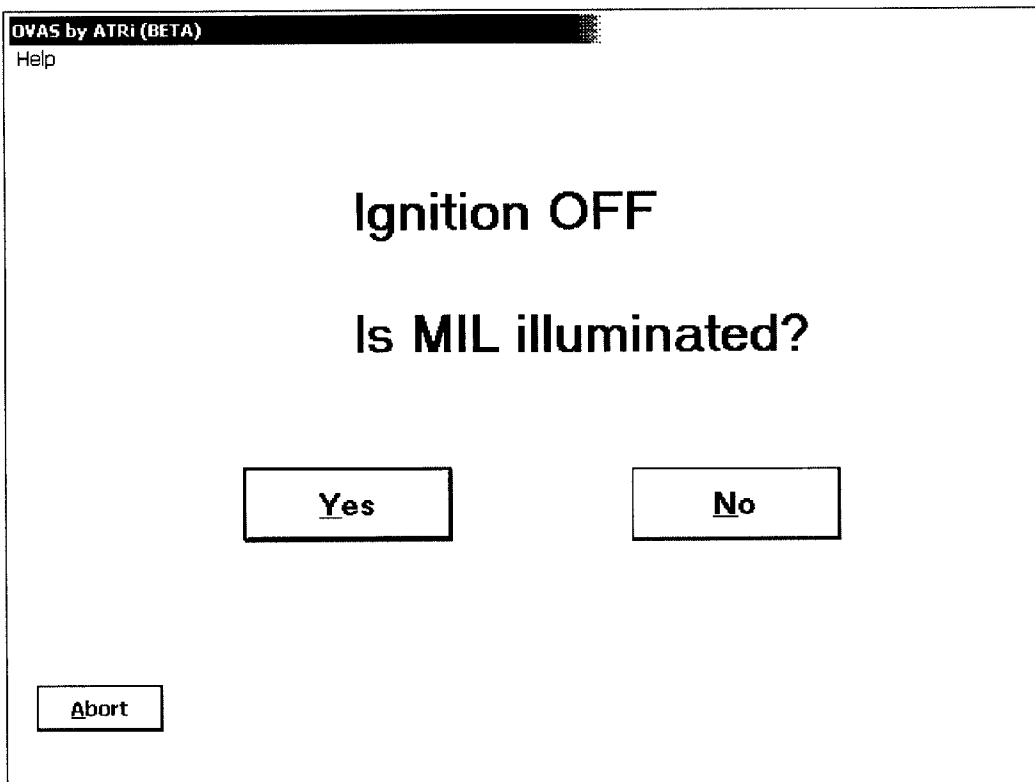 OVAS by ATRi (BETA)
Help
Ignition OFF
Is MIL illuminated?
Yes
No
Abort